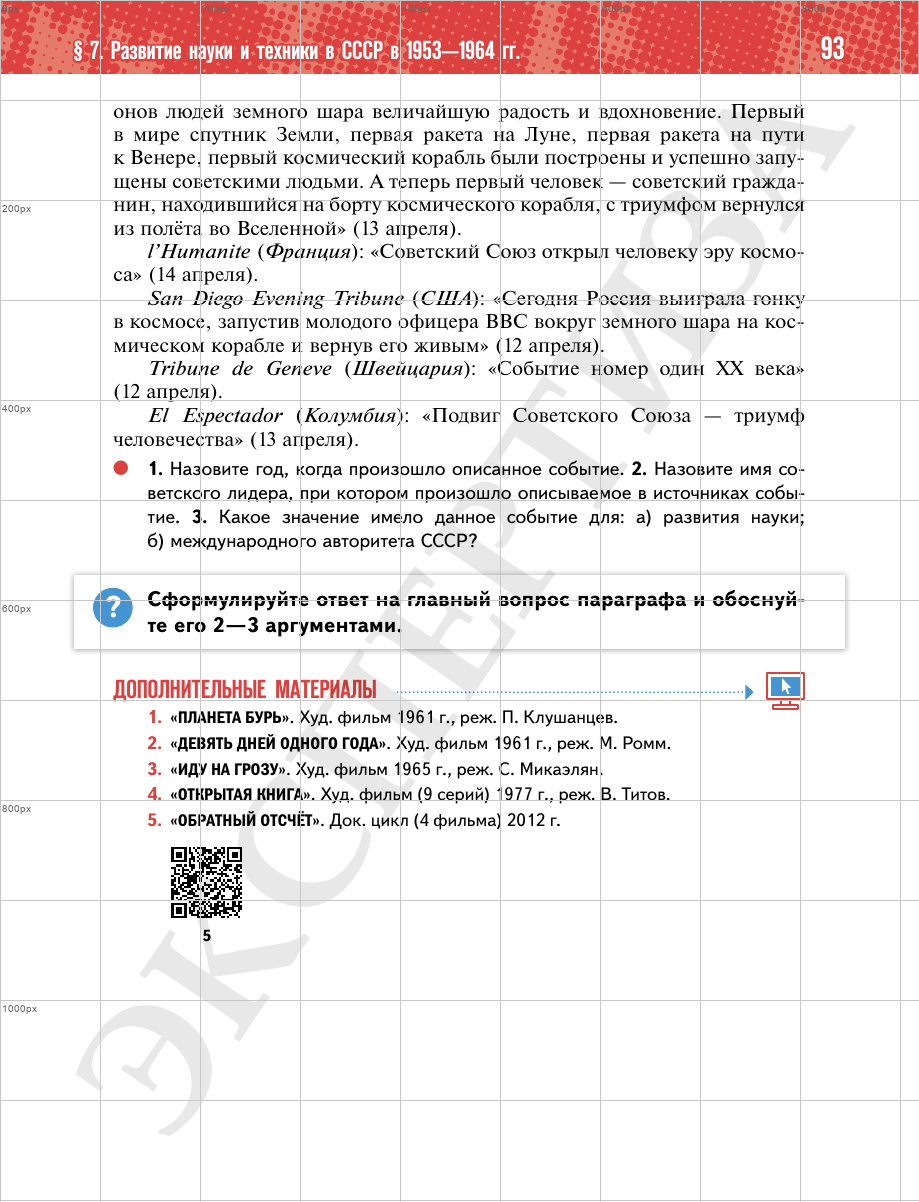 § 7. Развитие науки и техники в СССР в 1953—1964 гг.
93
онов людей земного шара величайшую радость и вдохновение. Первый
в мире спутник Земли, первая ракета на Луне, первая ракета на пути
к Венере, первый космический корабль были построены и успешно запу-
щены советскими людьми. А теперь первый человек — советский гражда-
200px
нин, находившийся на борту космического корабля, с триумфом вернулся
из полёта во Вселенной» (13 апреля).
l’Humanite (Франция): «Советский Союз открыл человеку эру космо-
са» (14 апреля).
San Diego Evening Tribune (США): «Сегодня Россия выиграла гонку
в космосе, запустив молодого офицера ВВС вокруг земного шара на кос-
мическом корабле и вернув его живым» (12 апреля).
Tribune de Geneve (Швейцария): «Событие номер один XX века»
(12 апреля).
400px
El Espectador (Колумбия): «Подвиг Советского Союза — триумф
человечества» (13 апреля).
1. Назовите год, когда произошло описанное событие. 2. Назовите имя со-
ветского лидера, при котором произошло описываемое в источниках собы-
тие. 3. Какое значение имело данное событие для: а) развития науки;
б) международного авторитета СССР?
600px
? Сформулируйте ответ на главный вопрос параграфа и обоснуй-
те его 2—3 аргументами.
ДОПОЛНИТЕЛЬНЫЕ МАТЕРИАЛЫ
1. «ПЛАНЕТА БУРЬ». Худ. фильм 1961 г., реж. П. Клушанцев.
2. «ДЕВЯТЬ ДНЕЙ ОДНОГО ГОДА». Худ. фильм 1961 г., реж. М. Ромм.
3. «ИДУ НА ГРОЗУ». Худ. фильм 1965 г., реж. С. Микаэлян.
4. «ОТКРЫТАЯ КНИГА». Худ. фильм (9 серий) 1977 г., реж. В. Титов.
800px
5. «ОБРАТНЫЙ ОТСЧЁТ». Док. цикл (4 фильма) 2012 г.
5
1000px
ЭКСПЕРТИЗА